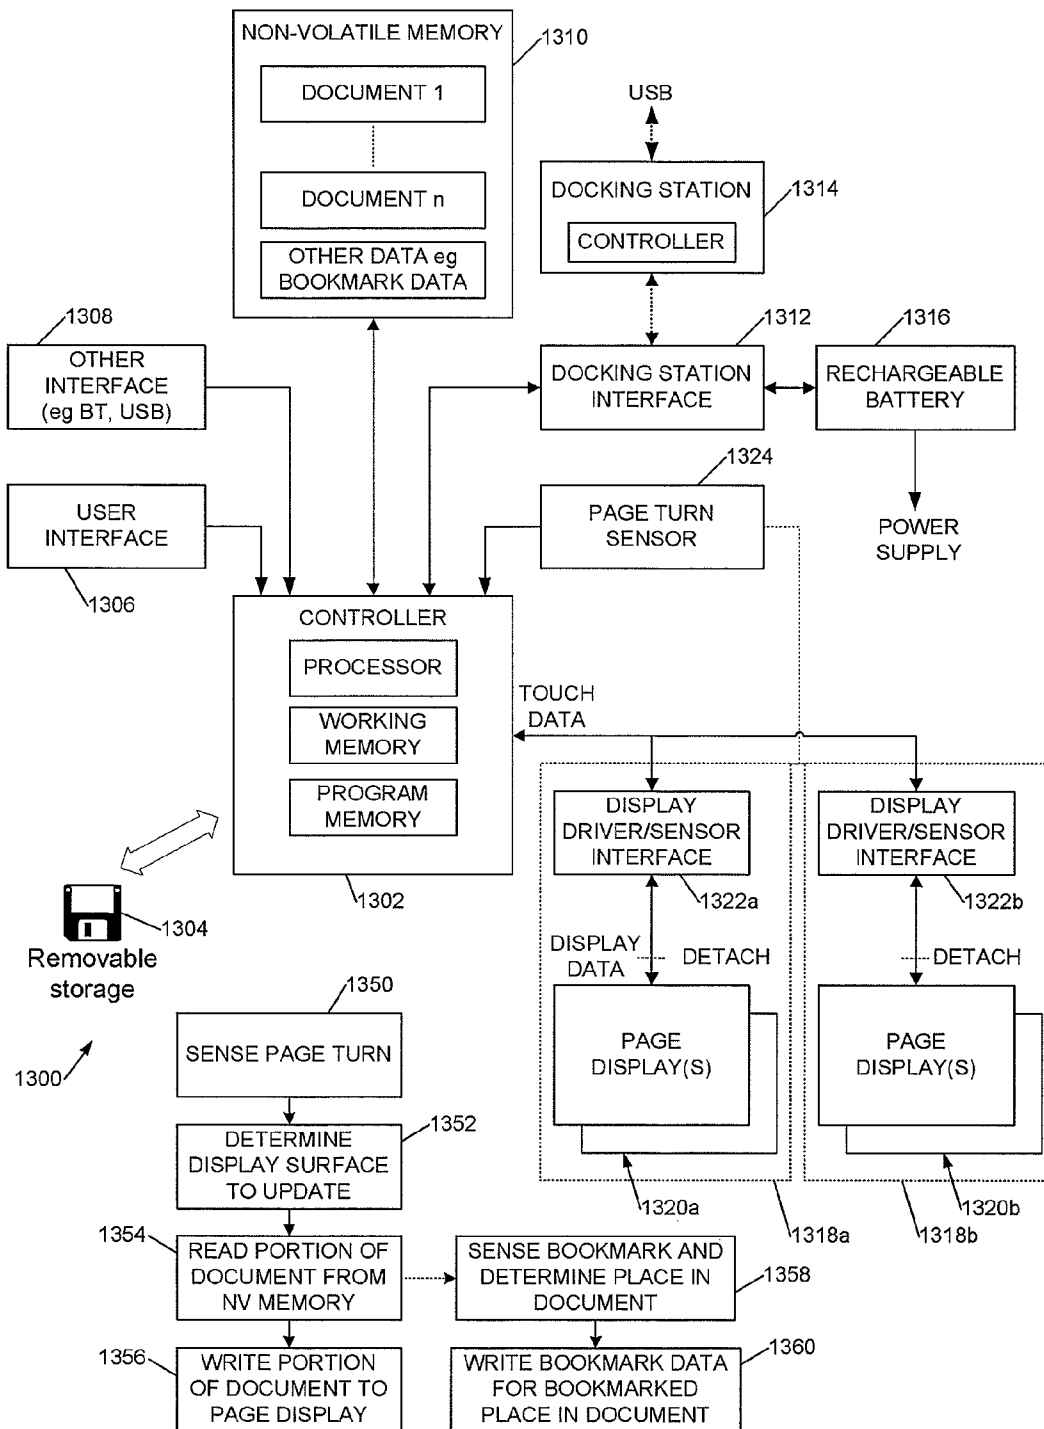 NON-VOLATILE MEMORY
1310
DOCUMENT 1
DOCUMENT n
OTHER DATA eg
BOOKMARK DATA
USB
DOCKING STATION
1314
CONTROLLER
1308
OTHER
INTERFACE
(eg BT, USB)
1312
DOCKING STATION
INTERFACE
1316
RECHARGEABLE
BATTERY
USER
INTERFACE
1306
1324
PAGE TURN
SENSOR
POWER
SUPPLY
CONTROLLER
PROCESSOR
WORKING
MEMORY
PROGRAM
MEMORY
1302
TOUCH
DATA
DISPLAY
DRIVER/SENSOR
INTERFACE
1322a
DISPLAY
DRIVER/SENSOR
INTERFACE
1322b
1304
Removable
storage
1300
DISPLAY
DATA
DETACH
DETACH
PAGE
DISPLAY(S)
PAGE
DISPLAY(S)
1320a
1320b
1318a
1318b
1350
SENSE PAGE TURN
1352
DETERMINE
DISPLAY SURFACE
TO UPDATE
1354
READ PORTION OF
DOCUMENT FROM
NV MEMORY
SENSE BOOKMARK AND
DETERMINE PLACE IN
DOCUMENT
1358
1356
WRITE PORTION
OF DOCUMENT TO
PAGE DISPLAY
1360
WRITE BOOKMARK DATA
FOR BOOKMARKED
PLACE IN DOCUMENT